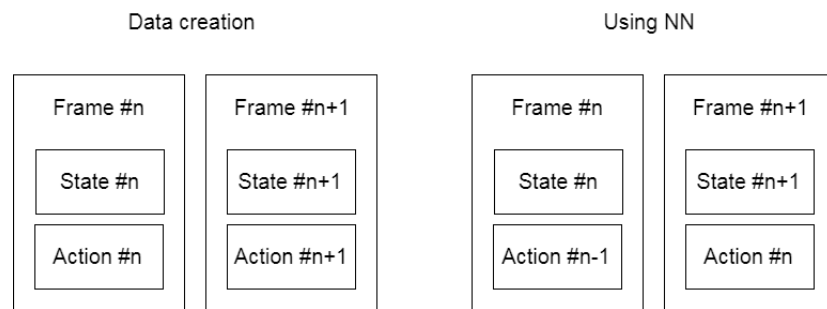 Data creation
Using NN
Frame #n
Frame #n+1
Frame #n
Frame #n+1
State #n
State #n+1
State #n
State #n+1
Action #n
Action #n+1
Action #n-1
Action #n